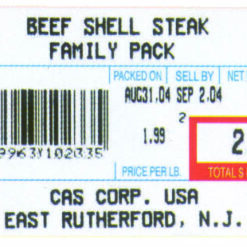 BEEF SHELL STEAK
FAMILY PACK
PACKED ON SELL BY NET
AUG31.04 SEP 2.04
1.99 2 2
9963Y102035
PRICE PER LB. TOTAL $
CAS CORP. USA
EAST RUTHERFORD, N.J.